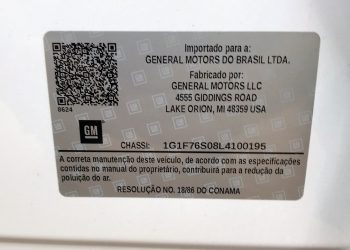 Importado para a:
GENERAL MOTORS DO BRASIL LTDA.
Fabricado por:
GENERAL MOTORS LLC
4555 GIDDINGS ROAD
LAKE ORION, MI 48359 USA
8624
GM
CHASSI: 1G1F76S08L4100195
A correta manutenção deste veículo, de acordo com as especificações
contidas no manual do proprietário, contribuirá para a redução da
poluição do ar.
RESOLUÇÃO NO. 18/86 DO CONAMA